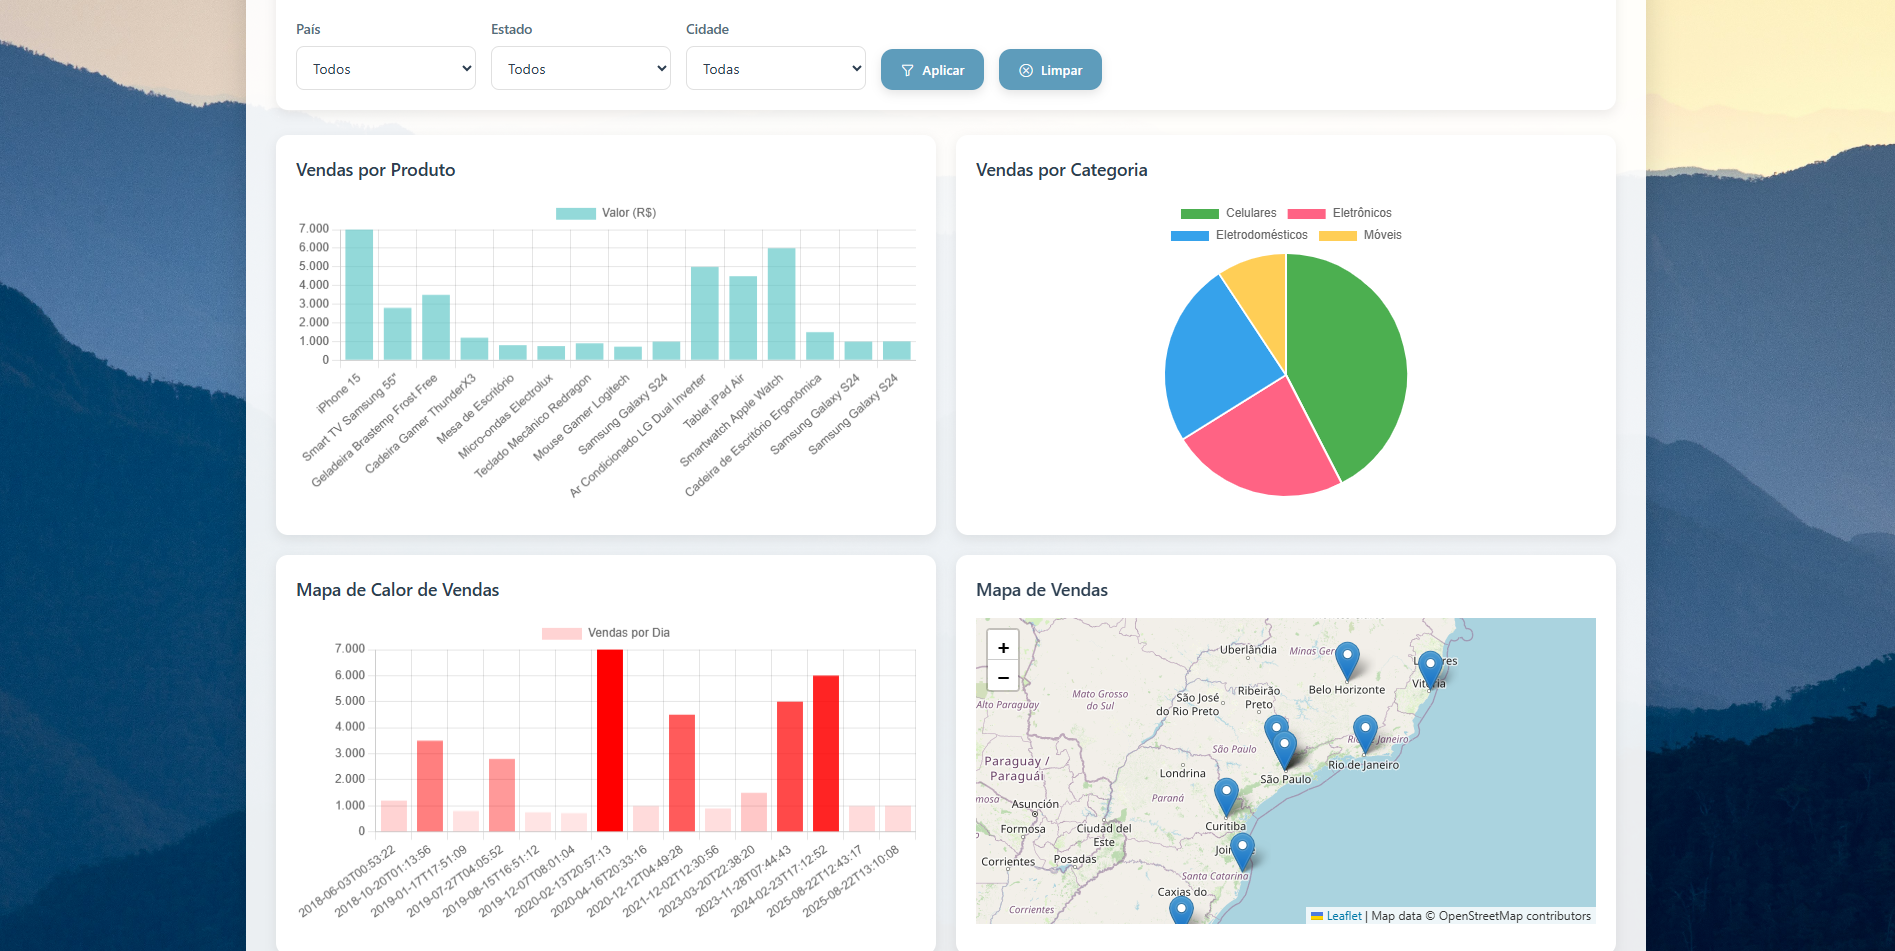 País
Estado
Cidade
Todos
Todos
Todas
Aplicar
Limpar
Vendas por Produto
Valor (R$)
7.000
6.000
5.000
4.000
3.000
2.000
1.000
0
iPhone 15
Smart TV Samsung 55"
Geladeira Brastemp Frost Free
Cadeira Gamer ThunderX3
Mesa de Escritório
Micro-ondas Electrolux
Teclado Mecânico Redragon
Mouse Gamer Logitech
Samsung Galaxy S24
Ar Condicionado LG Dual Inverter
Tablet iPad Air
Smartwatch Apple Watch
Cadeira de Escritório Ergonômica
Samsung Galaxy S24
Samsung Galaxy S24
Vendas por Categoria
Celulares
Eletrônicos
Eletrodomésticos
Móveis
Mapa de Calor de Vendas
Vendas por Dia
7.000
6.000
5.000
4.000
3.000
2.000
1.000
0
2018-06-03T00:53:22
2018-10-20T01:13:56
2019-01-17T17:51:09
2019-07-27T04:05:52
2019-08-15T16:51:12
2019-12-07T08:01:04
2020-02-13T20:57:13
2020-04-16T20:33:16
2020-12-12T04:49:28
2021-12-02T12:30:56
2023-03-20T22:38:20
2023-11-28T07:44:43
2024-02-23T17:12:52
2025-08-22T12:43:17
2025-08-22T13:10:08
Mapa de Vendas
+
−
Uberlândia
Minas Ger
Belo Horizonte
Mato Grosso
do Sul
Alto Paraguay
São José
do Rio Preto
Ribeirão
Preto
São Paulo
São Paulo
Rio de Janeiro
Paraguay /
Paraguái
Londrina
Paraná
Curitiba
Asunción
Formosa
Ciudad del
Este
Corrientes
Posadas
Santa Catarina
Caxias do
Corrientes
Leaflet | Map data © OpenStreetMap contributors